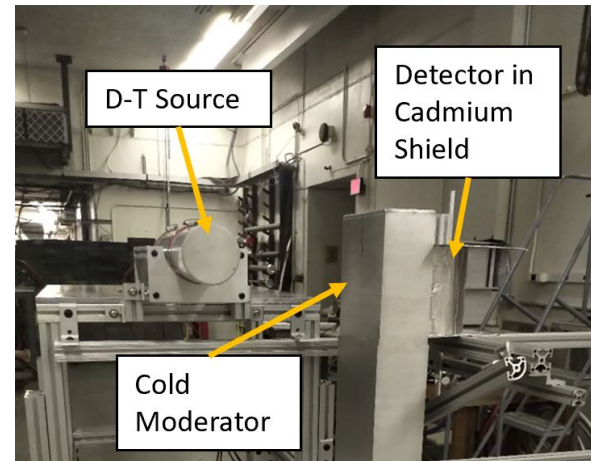 D-T Source
Detector in
Cadmium
Shield
Cold
Moderator